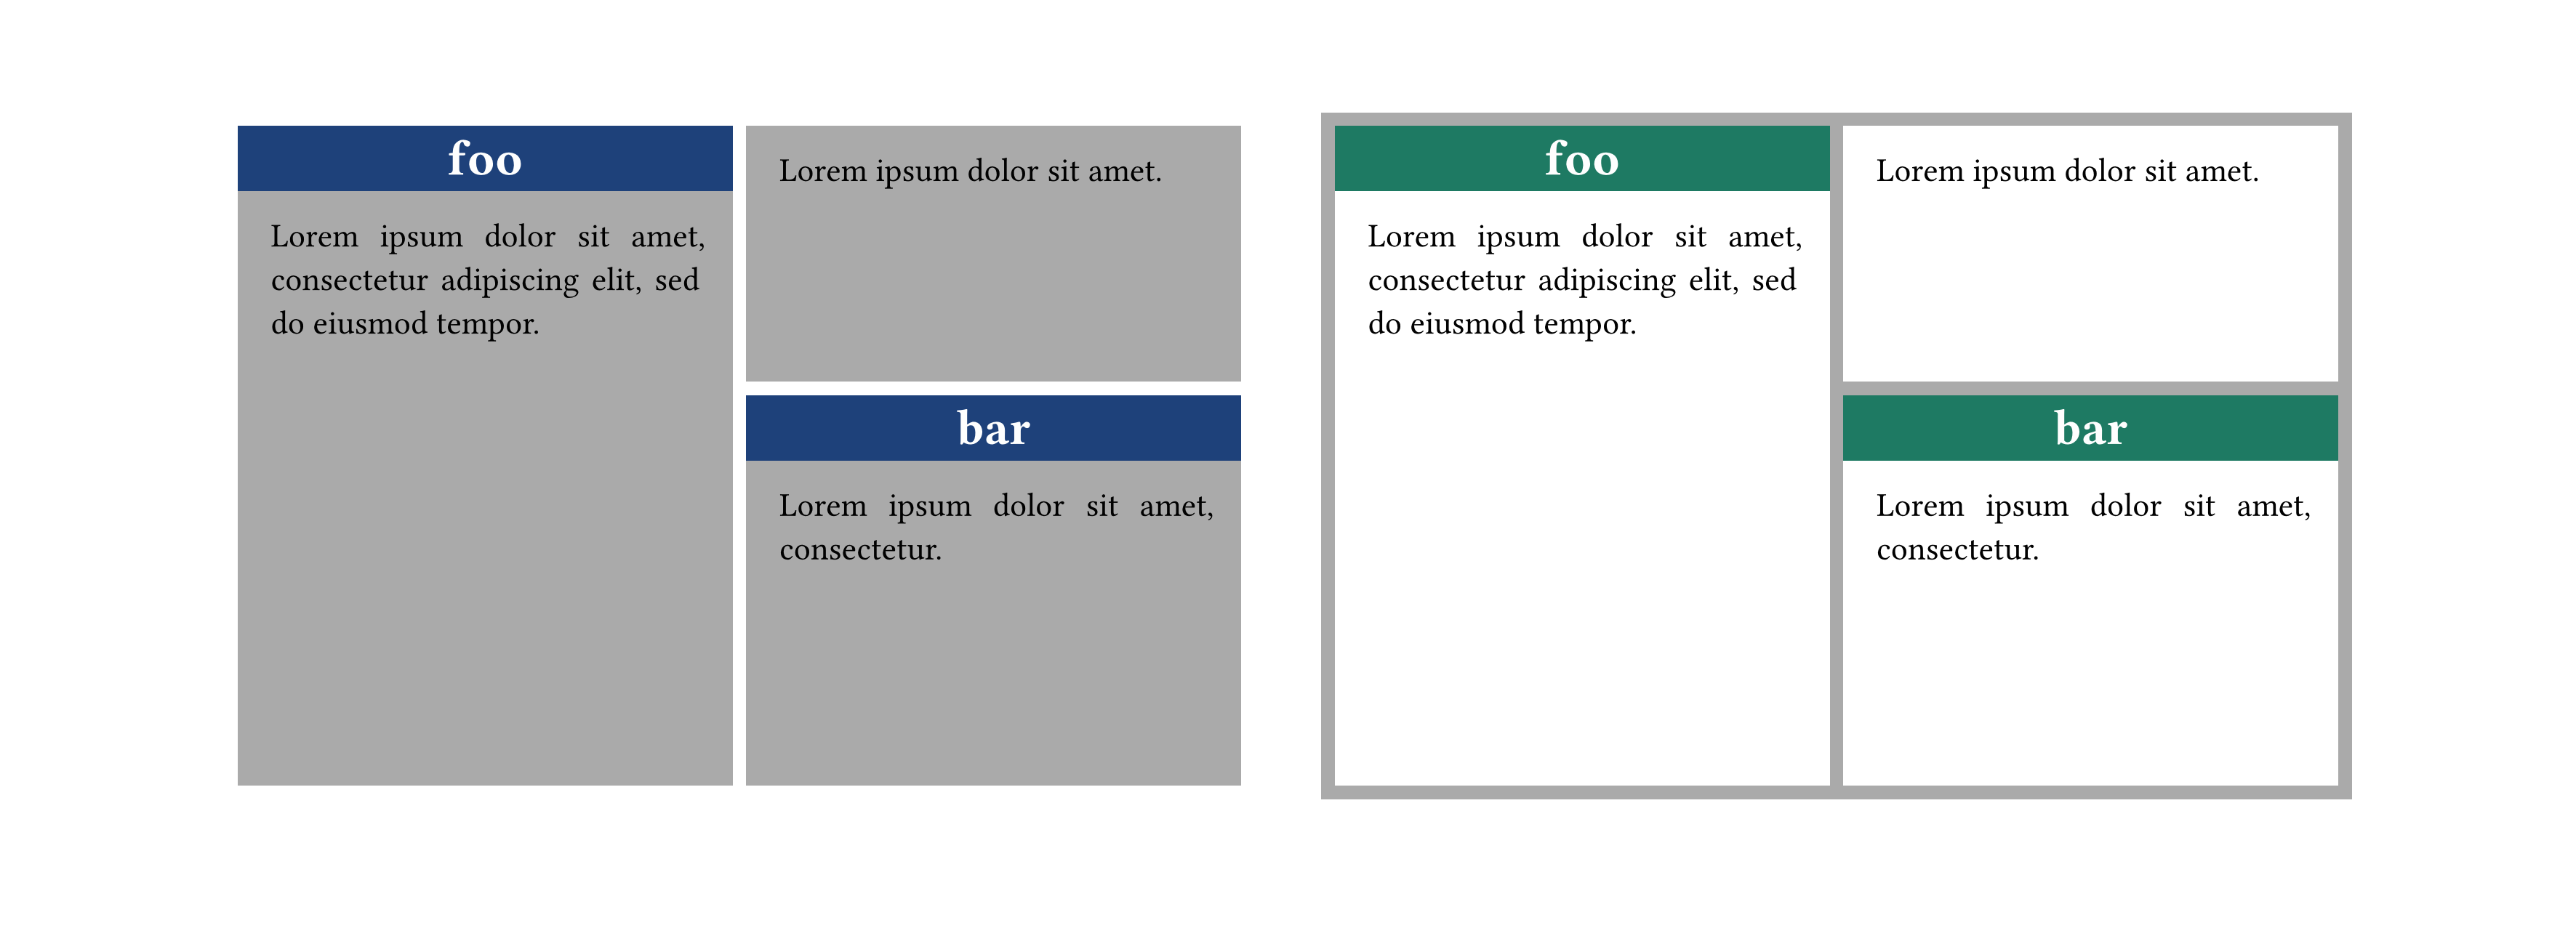 foo
Lorem ipsum dolor sit amet,
consectetur adipiscing elit, sed
do eiusmod tempor.
Lorem ipsum dolor sit amet.
bar
Lorem ipsum dolor sit amet,
consectetur.
foo
Lorem ipsum dolor sit amet,
consectetur adipiscing elit, sed
do eiusmod tempor.
Lorem ipsum dolor sit amet.
bar
Lorem ipsum dolor sit amet,
consectetur.